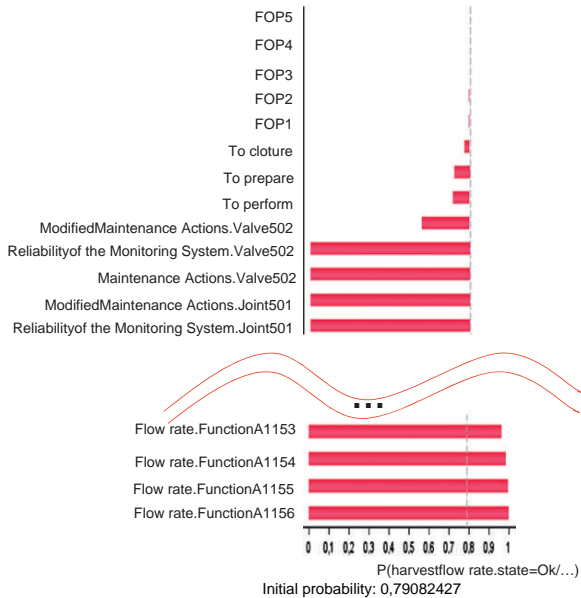 FOP5
FOP4
FOP3
FOP2
FOP1
To cloture
To prepare
To perform
ModifiedMaintenance Actions.Valve502
Reliabilityof the Monitoring System.Valve502
Maintenance Actions.Valve502
ModifiedMaintenance Actions.Joint501
Reliabilityof the Monitoring System.Joint501
Flow rate.FunctionA1153
Flow rate.FunctionA1154
Flow rate.FunctionA1155
Flow rate.FunctionA1156
0 0,1 0,2 0,3 0,4 0,5 0,6 0,7 0,8 0,9 1
P(harvestflow rate.state=Ok/…)
Initial probability: 0,79082427